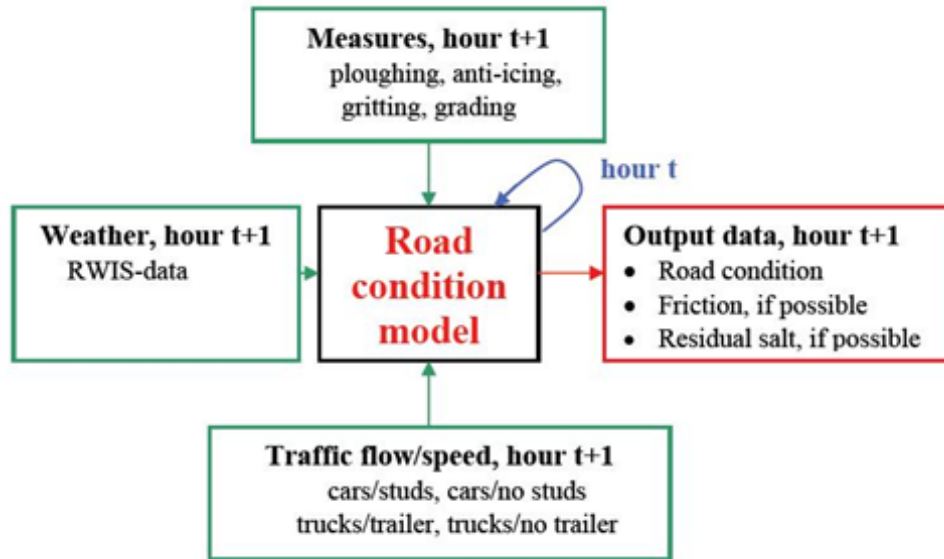 Measures, hour t+1
ploughing, anti-icing,
gritting, grading
hour t
Weather, hour t+1
RWIS-data
Road
condition
model
Output data, hour t+1
• Road condition
• Friction, if possible
• Residual salt, if possible
Traffic flow/speed, hour t+1
cars/studs, cars/no studs
trucks/trailer, trucks/no trailer